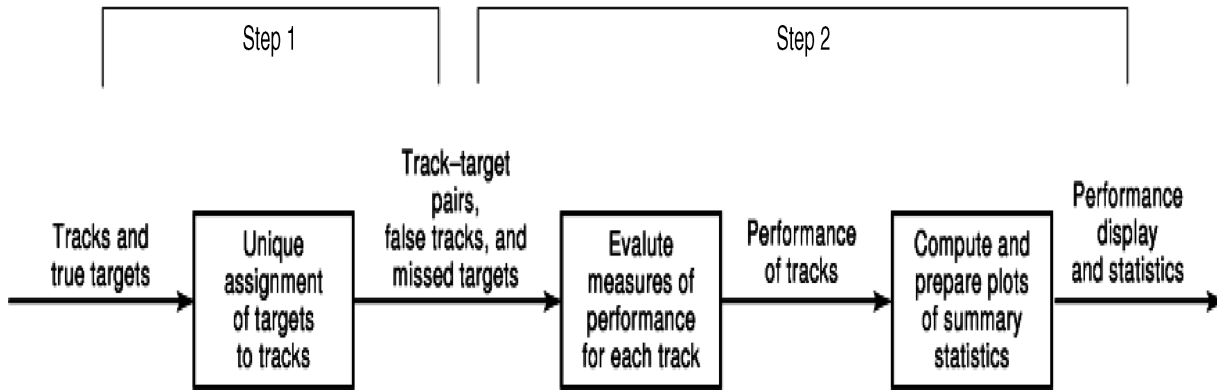 Step 1
Step 2
Tracks and
true targets
Unique
assignment
of targets
to tracks
Track–target
pairs,
false tracks, and
missed targets
Evalute
measures of
performance
for each track
Performance
of tracks
Compute and
prepare plots
of summary
statistics
Performance
display
and statistics